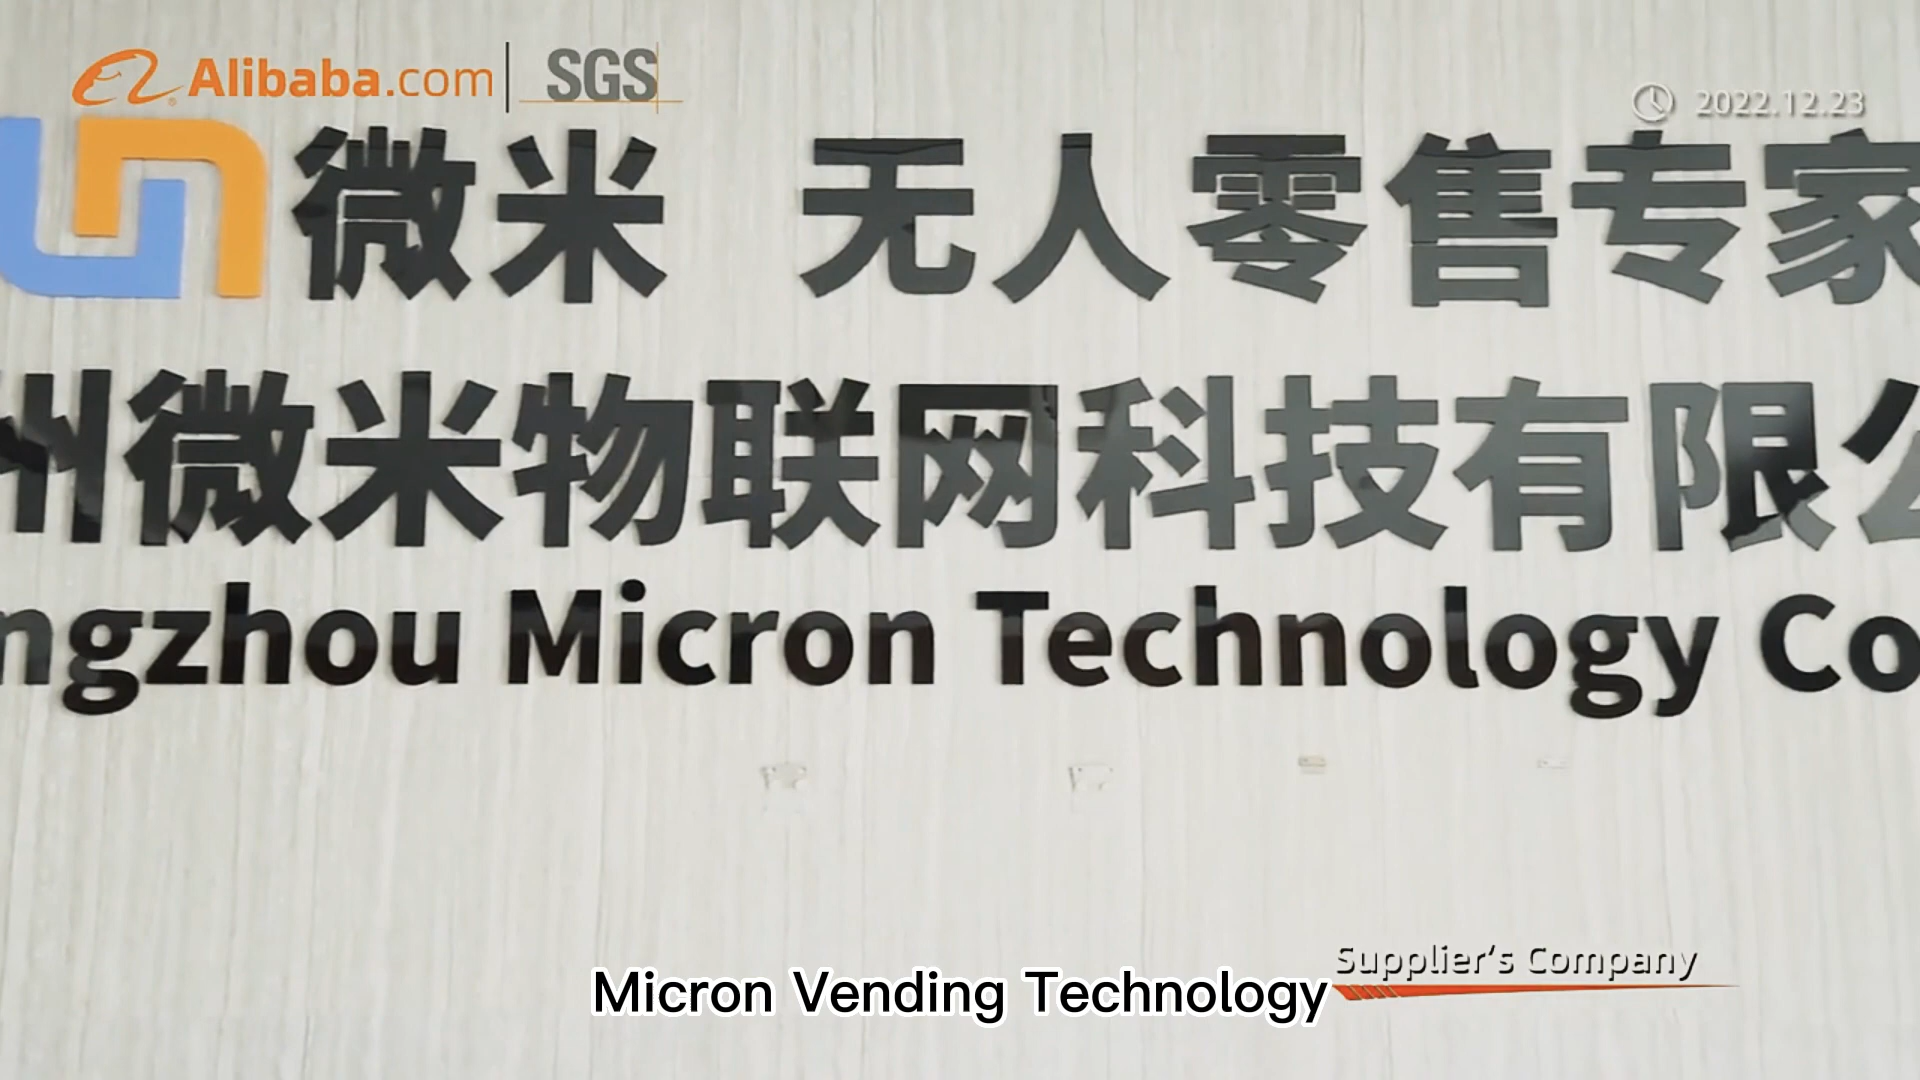 Alibaba.com | SGS
2022.12.23
微米 无人零售专家
州微米物联网科技有限公
ngzhou Micron Technology Co
Supplier's Company
Micron Vending Technology